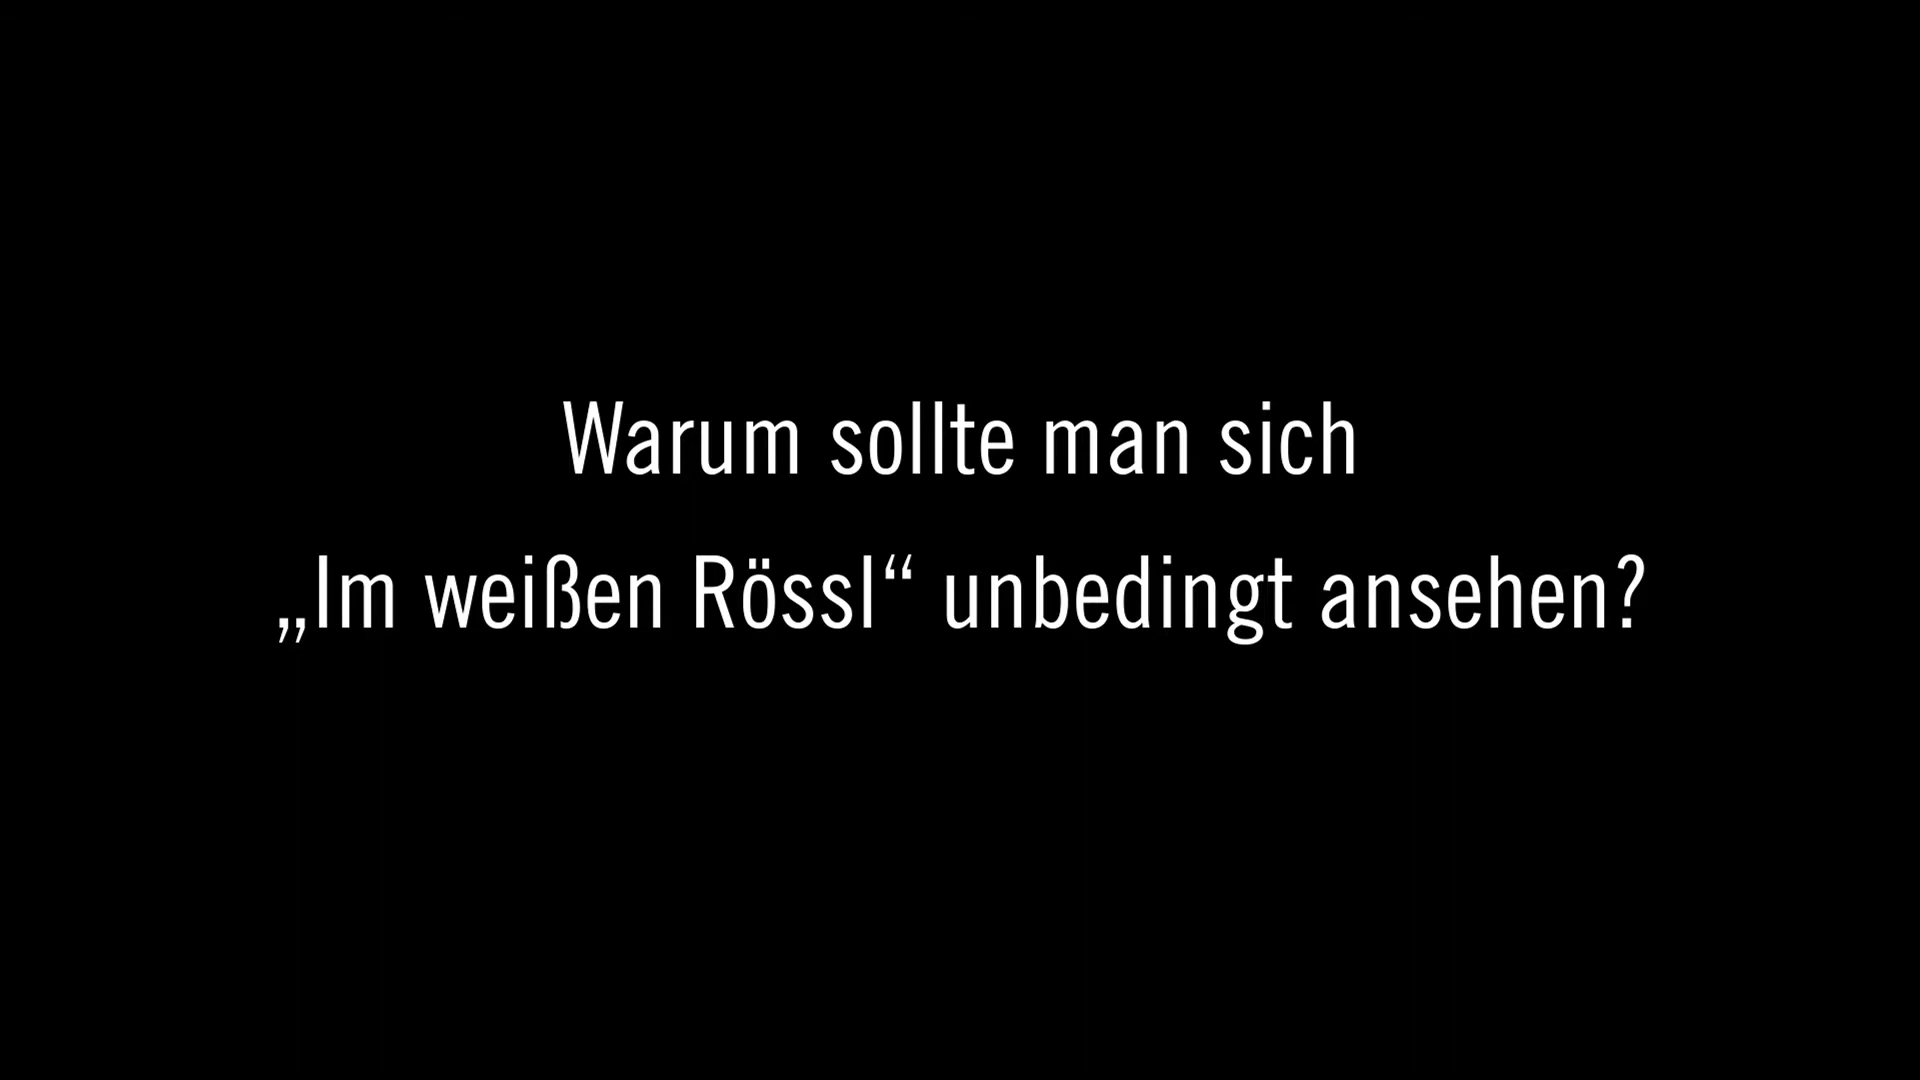 Warum sollte man sich
„Im weißen Rössl“ unbedingt ansehen?